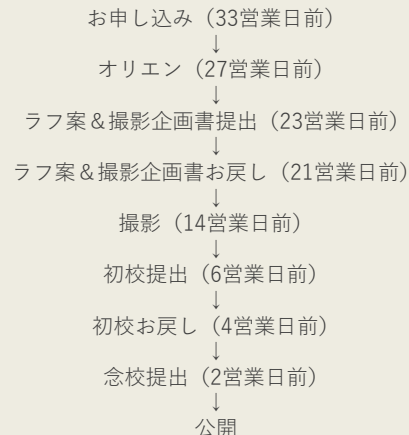 お申し込み（33営業日前）
↓
オリエン（27営業日前）
↓
ラフ案＆撮影企画書提出（23営業日前）
↓
ラフ案＆撮影企画書お戻し（21営業日前）
↓
撮影（14営業日前）
↓
初校提出（6営業日前）
↓
初校お戻し（4営業日前）
↓
念校提出（2営業日前）
↓
公開